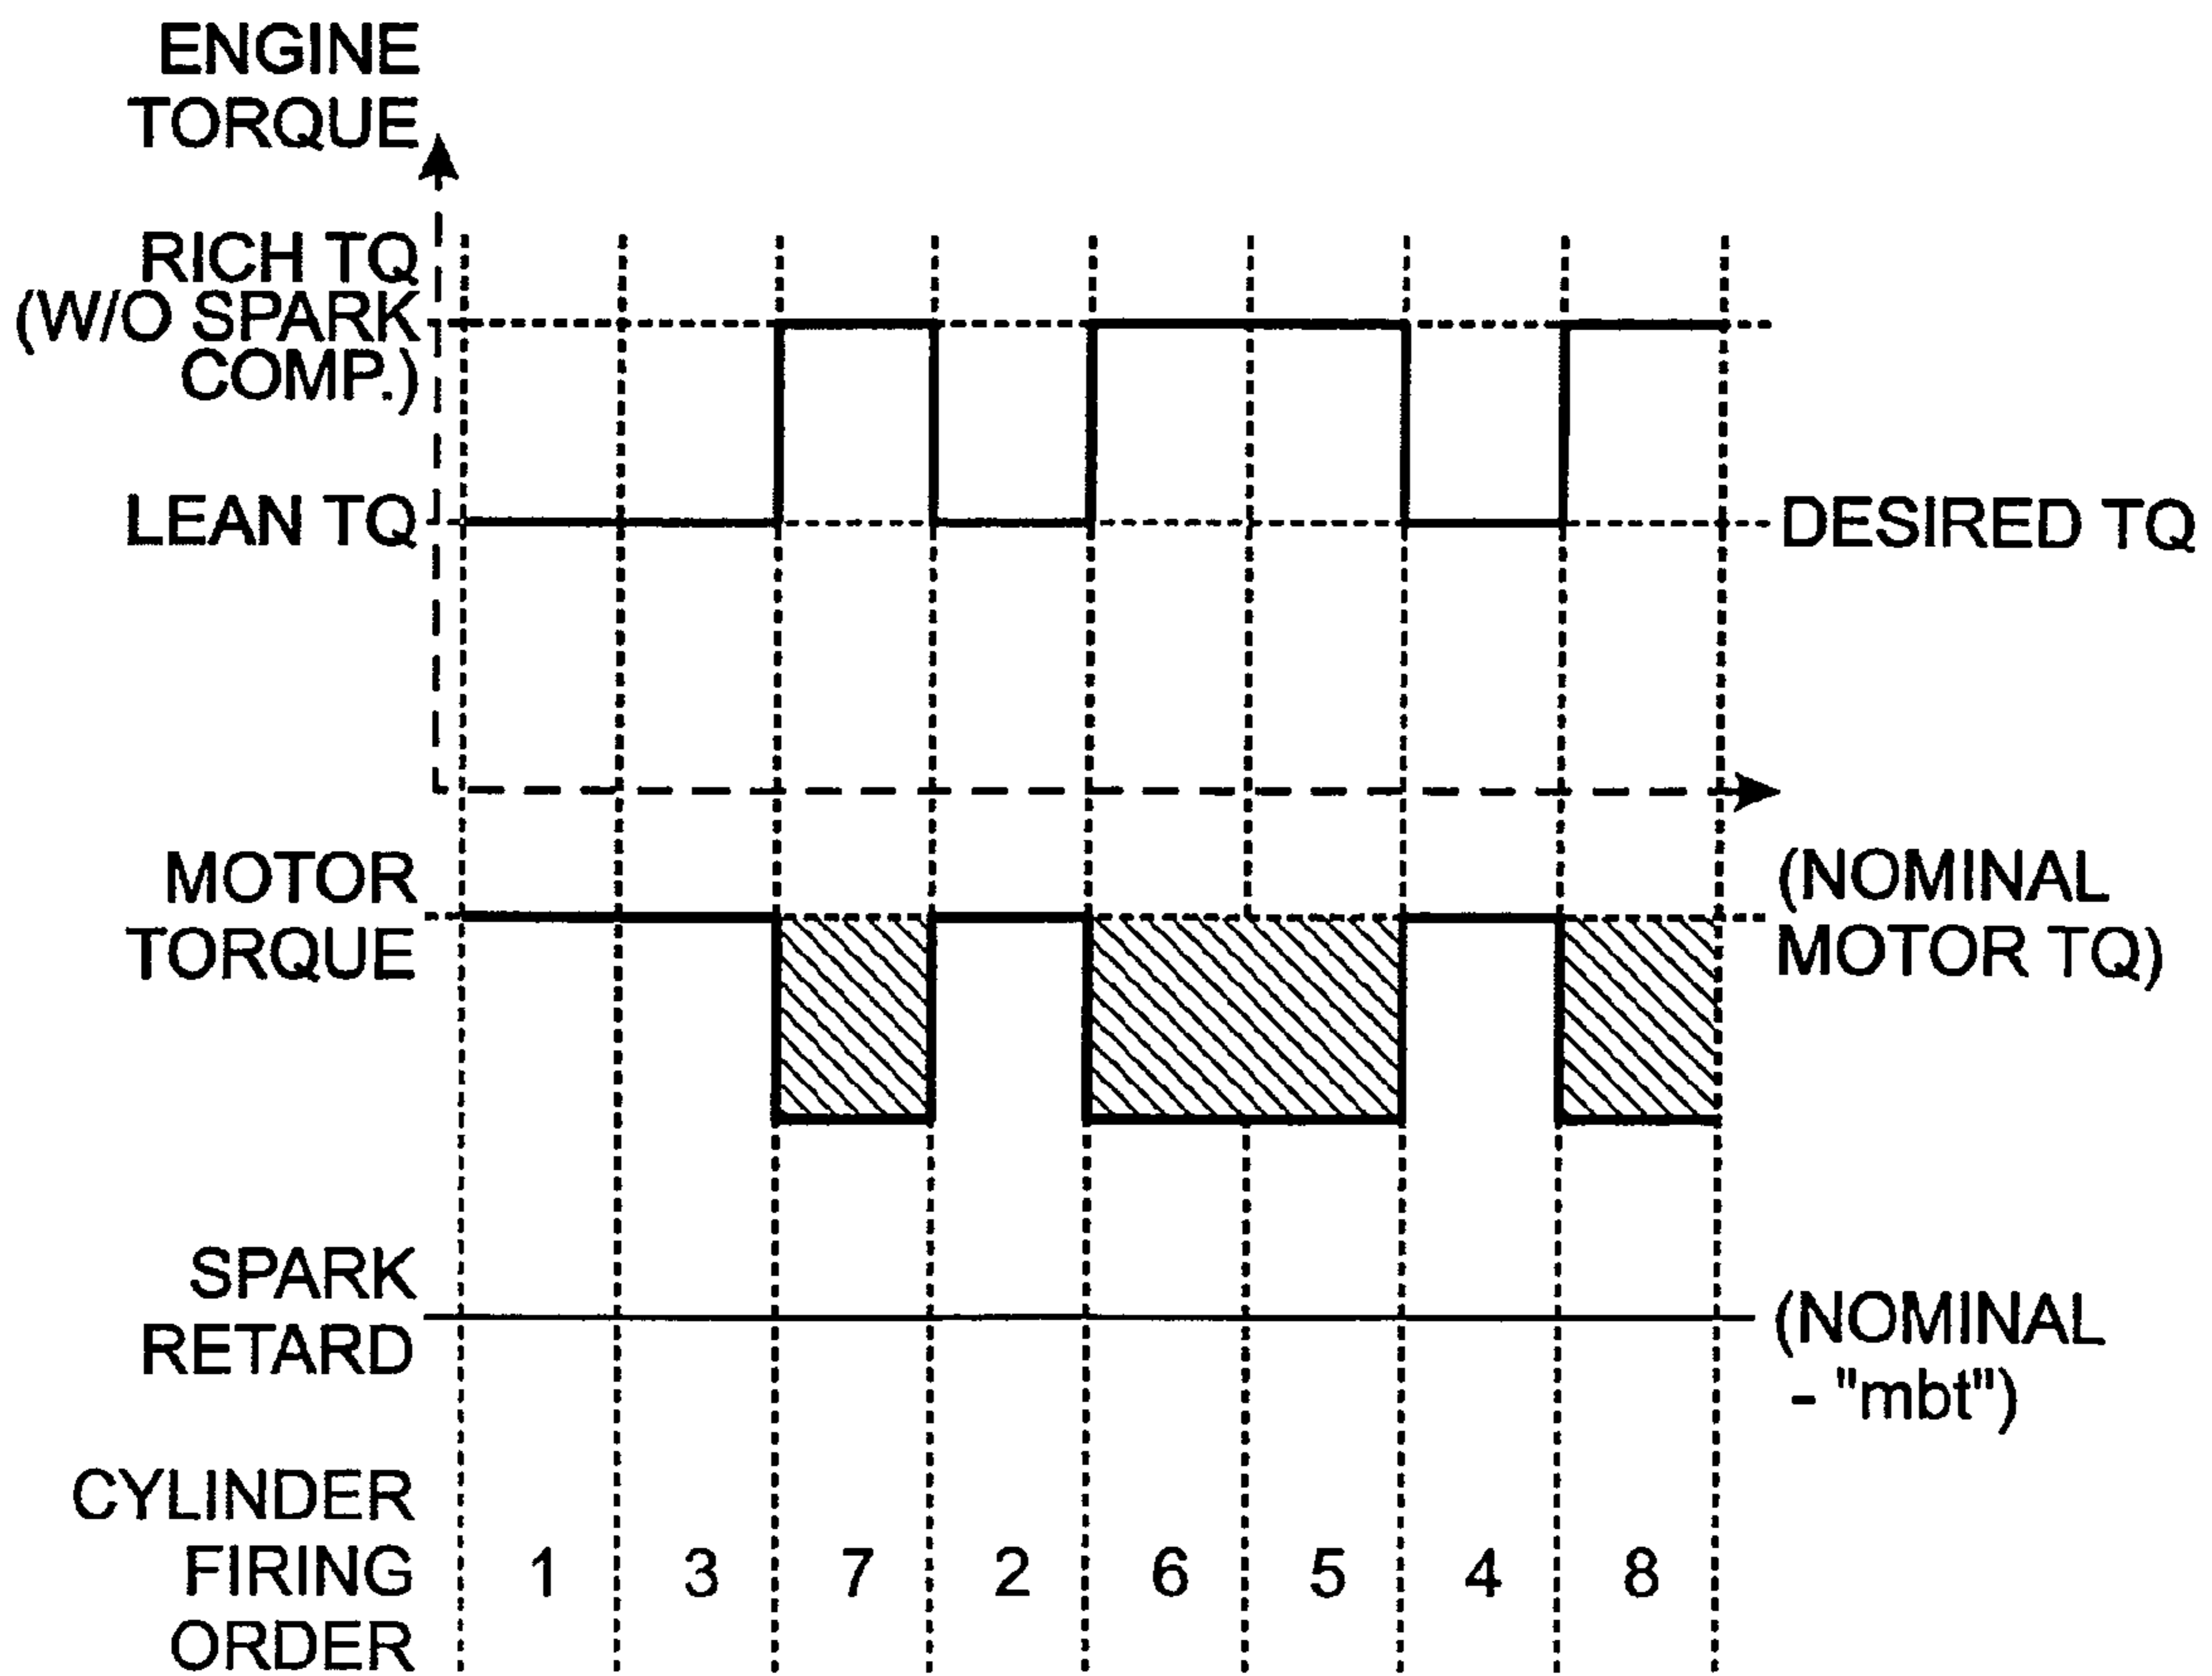 ENGINE
TORQUE
RICH TQ
(W/O SPARK
COMP.)
LEAN TQ
DESIRED TQ
MOTOR
TORQUE
(NOMINAL
MOTOR TQ)
SPARK
RETARD
(NOMINAL
- "mbt")
CYLINDER
FIRING
ORDER
1 3 7 2 6 5 4 8